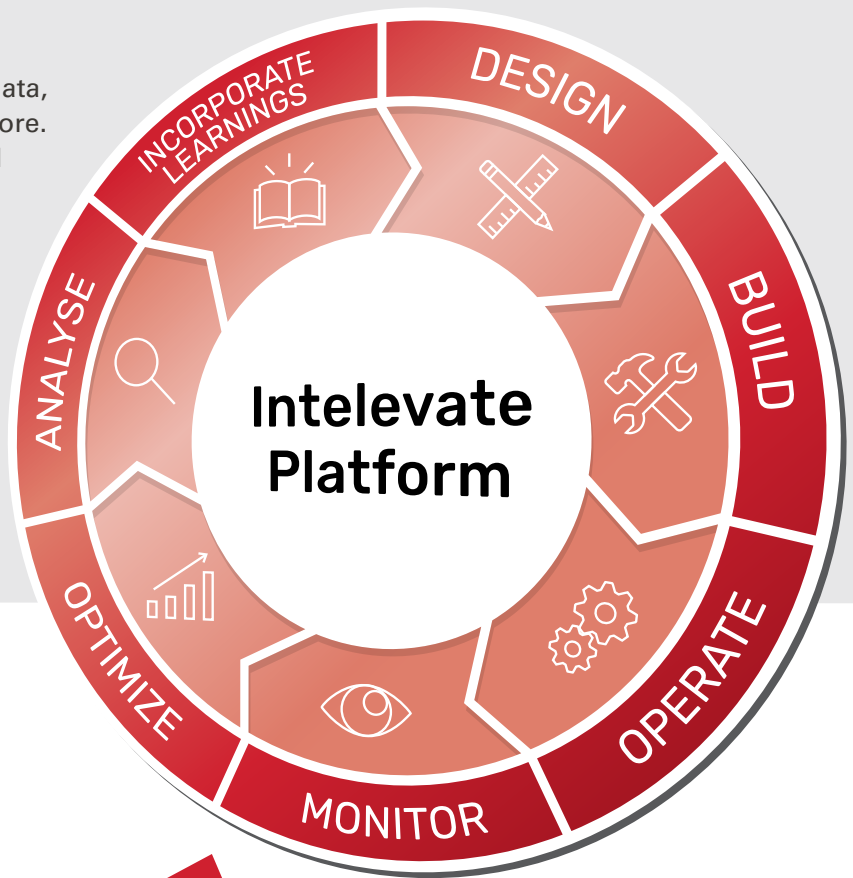 ata,
ore.
INCORPORATE
LEARNINGS
DESIGN
BUILD
OPERATE
MONITOR
OPTIMIZE
ANALYSE
Intelevate
Platform